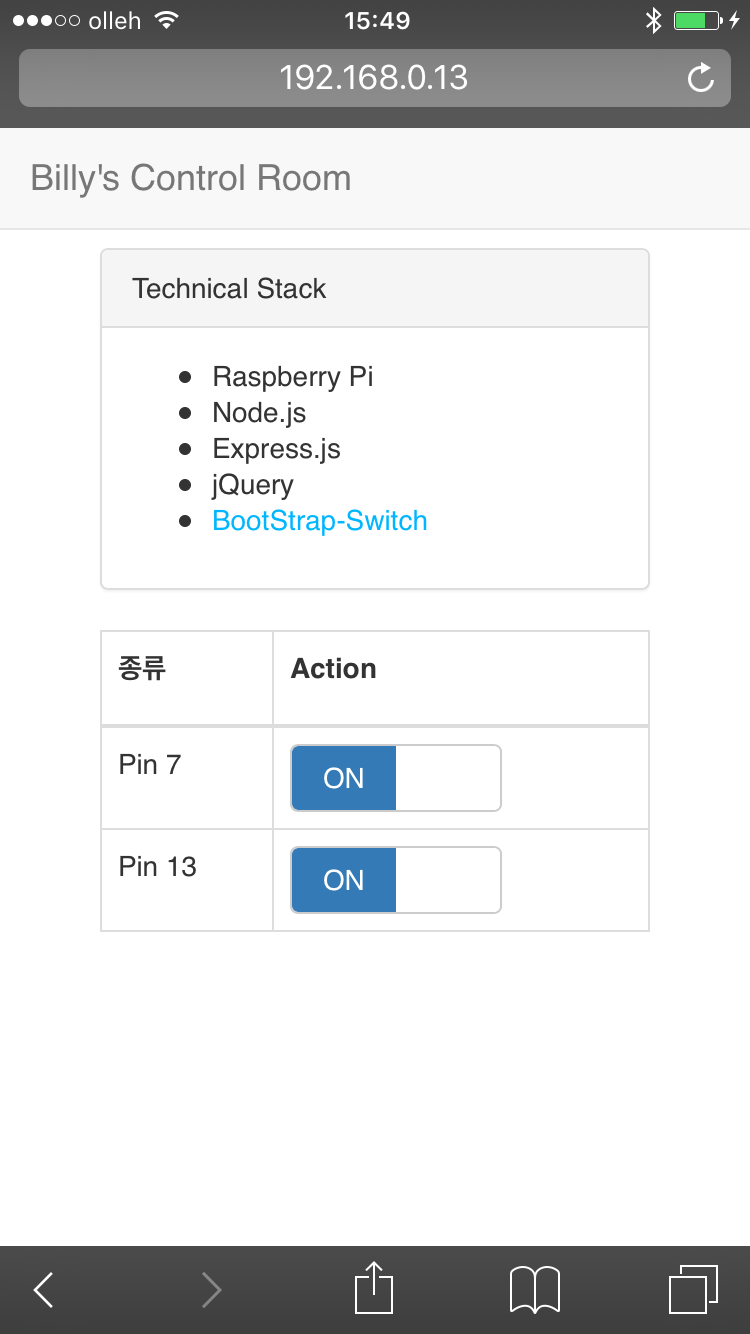 olleh 15:49
192.168.0.13
Billy's Control Room
Technical Stack
Raspberry Pi
Node.js
Express.js
jQuery
BootStrap-Switch
종류 Action
Pin 7 ON
Pin 13 ON